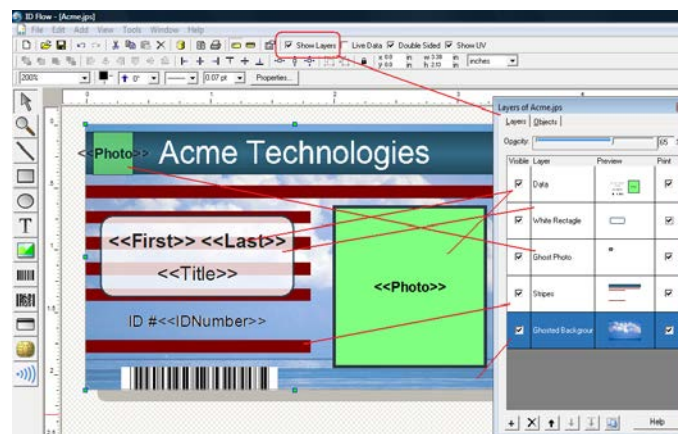 ID Flow - [Acme.jps]
File Edit Add View Tools Window Help
Show Layers Live Data Double Sided Show UV
inches
200% 0° 0.07 pt Properties...
Layers of Acme.jps
Layers Objects
Opacity: 65
Visible Layer Preview Print
Data
White Rectagle
Ghost Photo
Stripes
Ghosted Backgrour
Help
<<Photo>> Acme Technologies
<<First>> <<Last>>
<<Title>>
<<Photo>>
ID #<<IDNumber>>